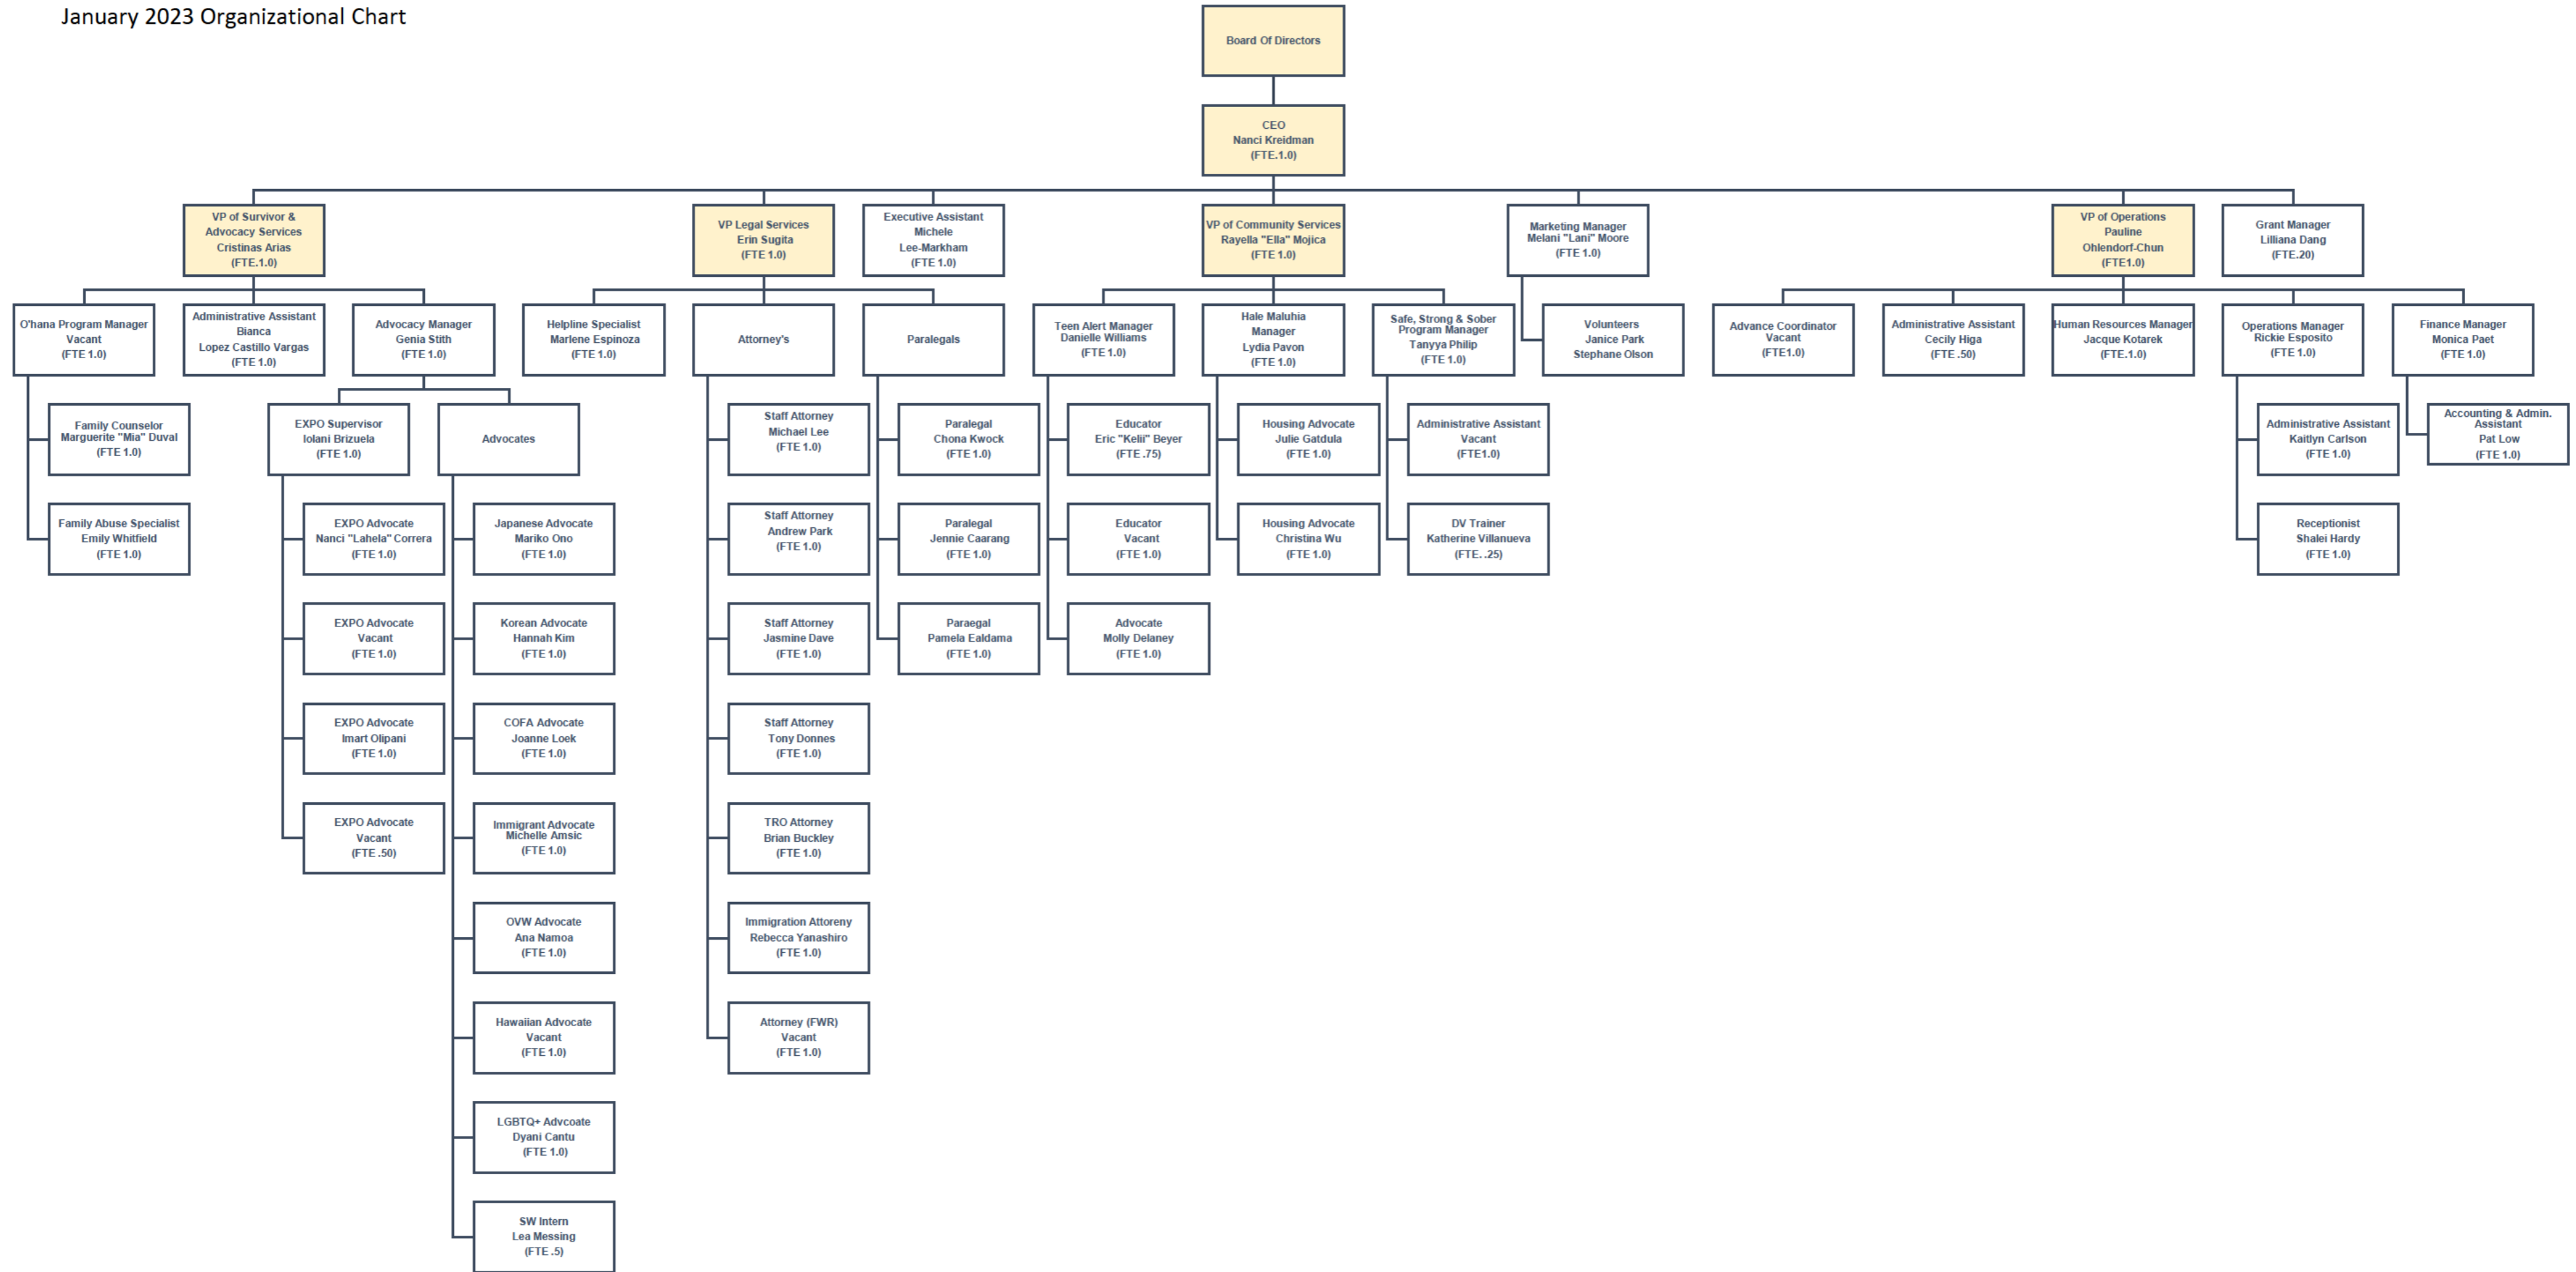 January 2023 Organizational Chart
Board Of Directors
CEO
Nanci Kreidman
(FTE.1.0)
VP of Survivor &
Advocacy Services
Cristinas Arias
(FTE.1.0)
VP Legal Services
Erin Sugita
(FTE 1.0)
Executive Assistant
Michele
Lee-Markham
(FTE 1.0)
VP of Community Services
Rayella "Ella" Mojica
(FTE 1.0)
Marketing Manager
Melani "Lani" Moore
(FTE 1.0)
VP of Operations
Pauline
Ohlendorf-Chun
(FTE1.0)
Grant Manager
Lilliana Dang
(FTE.20)
O'hana Program Manager
Vacant
(FTE 1.0)
Administrative Assistant
Bianca
Lopez Castillo Vargas
(FTE 1.0)
Advocacy Manager
Genia Stith
(FTE 1.0)
Helpline Specialist
Marlene Espinoza
(FTE 1.0)
Attorney's
Paralegals
Teen Alert Manager
Danielle Williams
(FTE 1.0)
Hale Maluhia
Manager
Lydia Pavon
(FTE 1.0)
Safe, Strong & Sober
Program Manager
Tanyya Philip
(FTE 1.0)
Volunteers
Janice Park
Stephane Olson
Advance Coordinator
Vacant
(FTE1.0)
Administrative Assistant
Cecily Higa
(FTE .50)
Human Resources Manager
Jacque Kotarek
(FTE.1.0)
Operations Manager
Rickie Esposito
(FTE 1.0)
Finance Manager
Monica Paet
(FTE 1.0)
Family Counselor
Marguerite "Mia" Duval
(FTE 1.0)
EXPO Supervisor
Iolani Brizuela
(FTE 1.0)
Advocates
Staff Attorney
Michael Lee
(FTE 1.0)
Paralegal
Chona Kwock
(FTE 1.0)
Educator
Eric "Kelii" Beyer
(FTE .75)
Housing Advocate
Julie Gatdula
(FTE 1.0)
Administrative Assistant
Vacant
(FTE1.0)
Administrative Assistant
Kaitlyn Carlson
(FTE 1.0)
Accounting & Admin.
Assistant
Pat Low
(FTE 1.0)
Family Abuse Specialist
Emily Whitfield
(FTE 1.0)
EXPO Advocate
Nanci "Lahela" Correra
(FTE 1.0)
Japanese Advocate
Mariko Ono
(FTE 1.0)
Staff Attorney
Andrew Park
(FTE 1.0)
Paralegal
Jennie Caarang
(FTE 1.0)
Educator
Vacant
(FTE 1.0)
Housing Advocate
Christina Wu
(FTE 1.0)
DV Trainer
Katherine Villanueva
(FTE. .25)
Receptionist
Shalei Hardy
(FTE 1.0)
EXPO Advocate
Vacant
(FTE 1.0)
Korean Advocate
Hannah Kim
(FTE 1.0)
Staff Attorney
Jasmine Dave
(FTE 1.0)
Paraegal
Pamela Ealdama
(FTE 1.0)
Advocate
Molly Delaney
(FTE 1.0)
EXPO Advocate
Imart Olipani
(FTE 1.0)
COFA Advocate
Joanne Loek
(FTE 1.0)
Staff Attorney
Tony Donnes
(FTE 1.0)
EXPO Advocate
Vacant
(FTE .50)
Immigrant Advocate
Michelle Amsic
(FTE 1.0)
TRO Attorney
Brian Buckley
(FTE 1.0)
OVW Advocate
Ana Namoa
(FTE 1.0)
Immigration Attoreny
Rebecca Yanashiro
(FTE 1.0)
Hawaiian Advocate
Vacant
(FTE 1.0)
Attorney (FWR)
Vacant
(FTE 1.0)
LGBTQ+ Advcoate
Dyani Cantu
(FTE 1.0)
SW Intern
Lea Messing
(FTE .5)